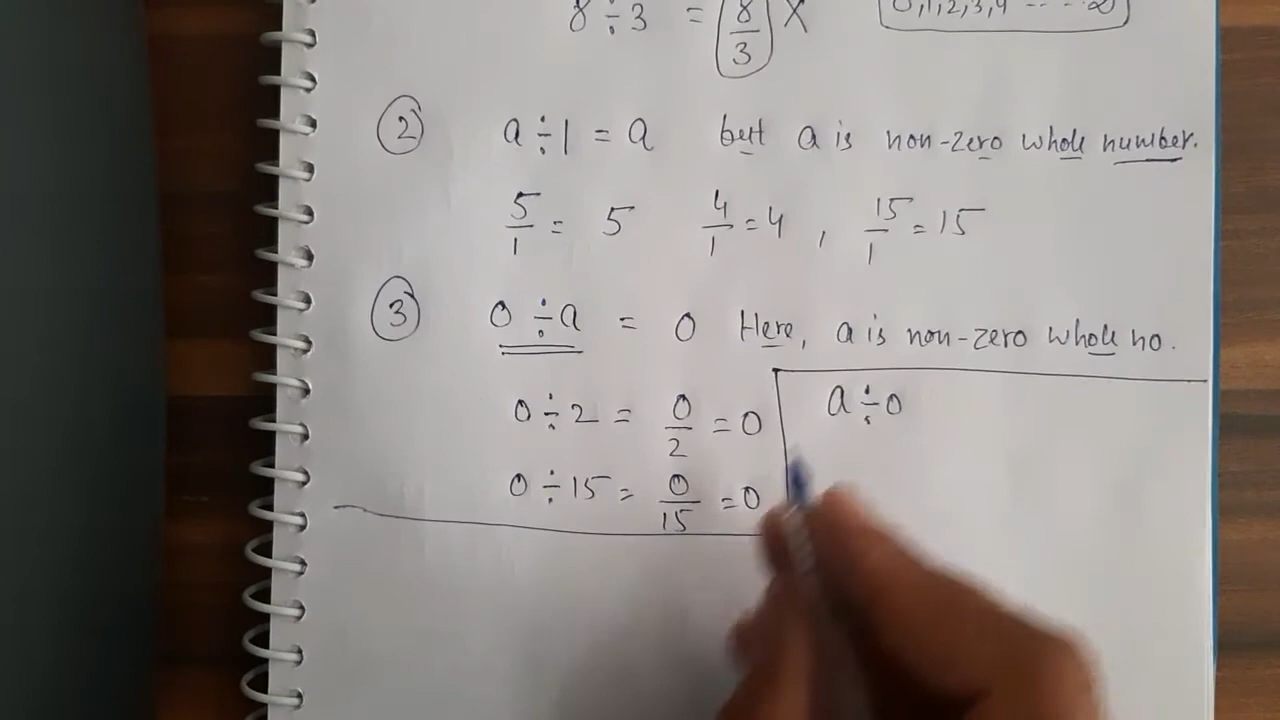 8 ÷ 3 = 8/3 X 0,1,2,3,4 ---- ∞
② a ÷ 1 = a but a is non-zero whole number.
5/1 = 5 4/1 = 4 , 15/1 = 15
③ 0 ÷ a = 0 Here, a is non-zero whole no.
0 ÷ 2 = 0/2 = 0 a ÷ 0
0 ÷ 15 = 0/15 = 0